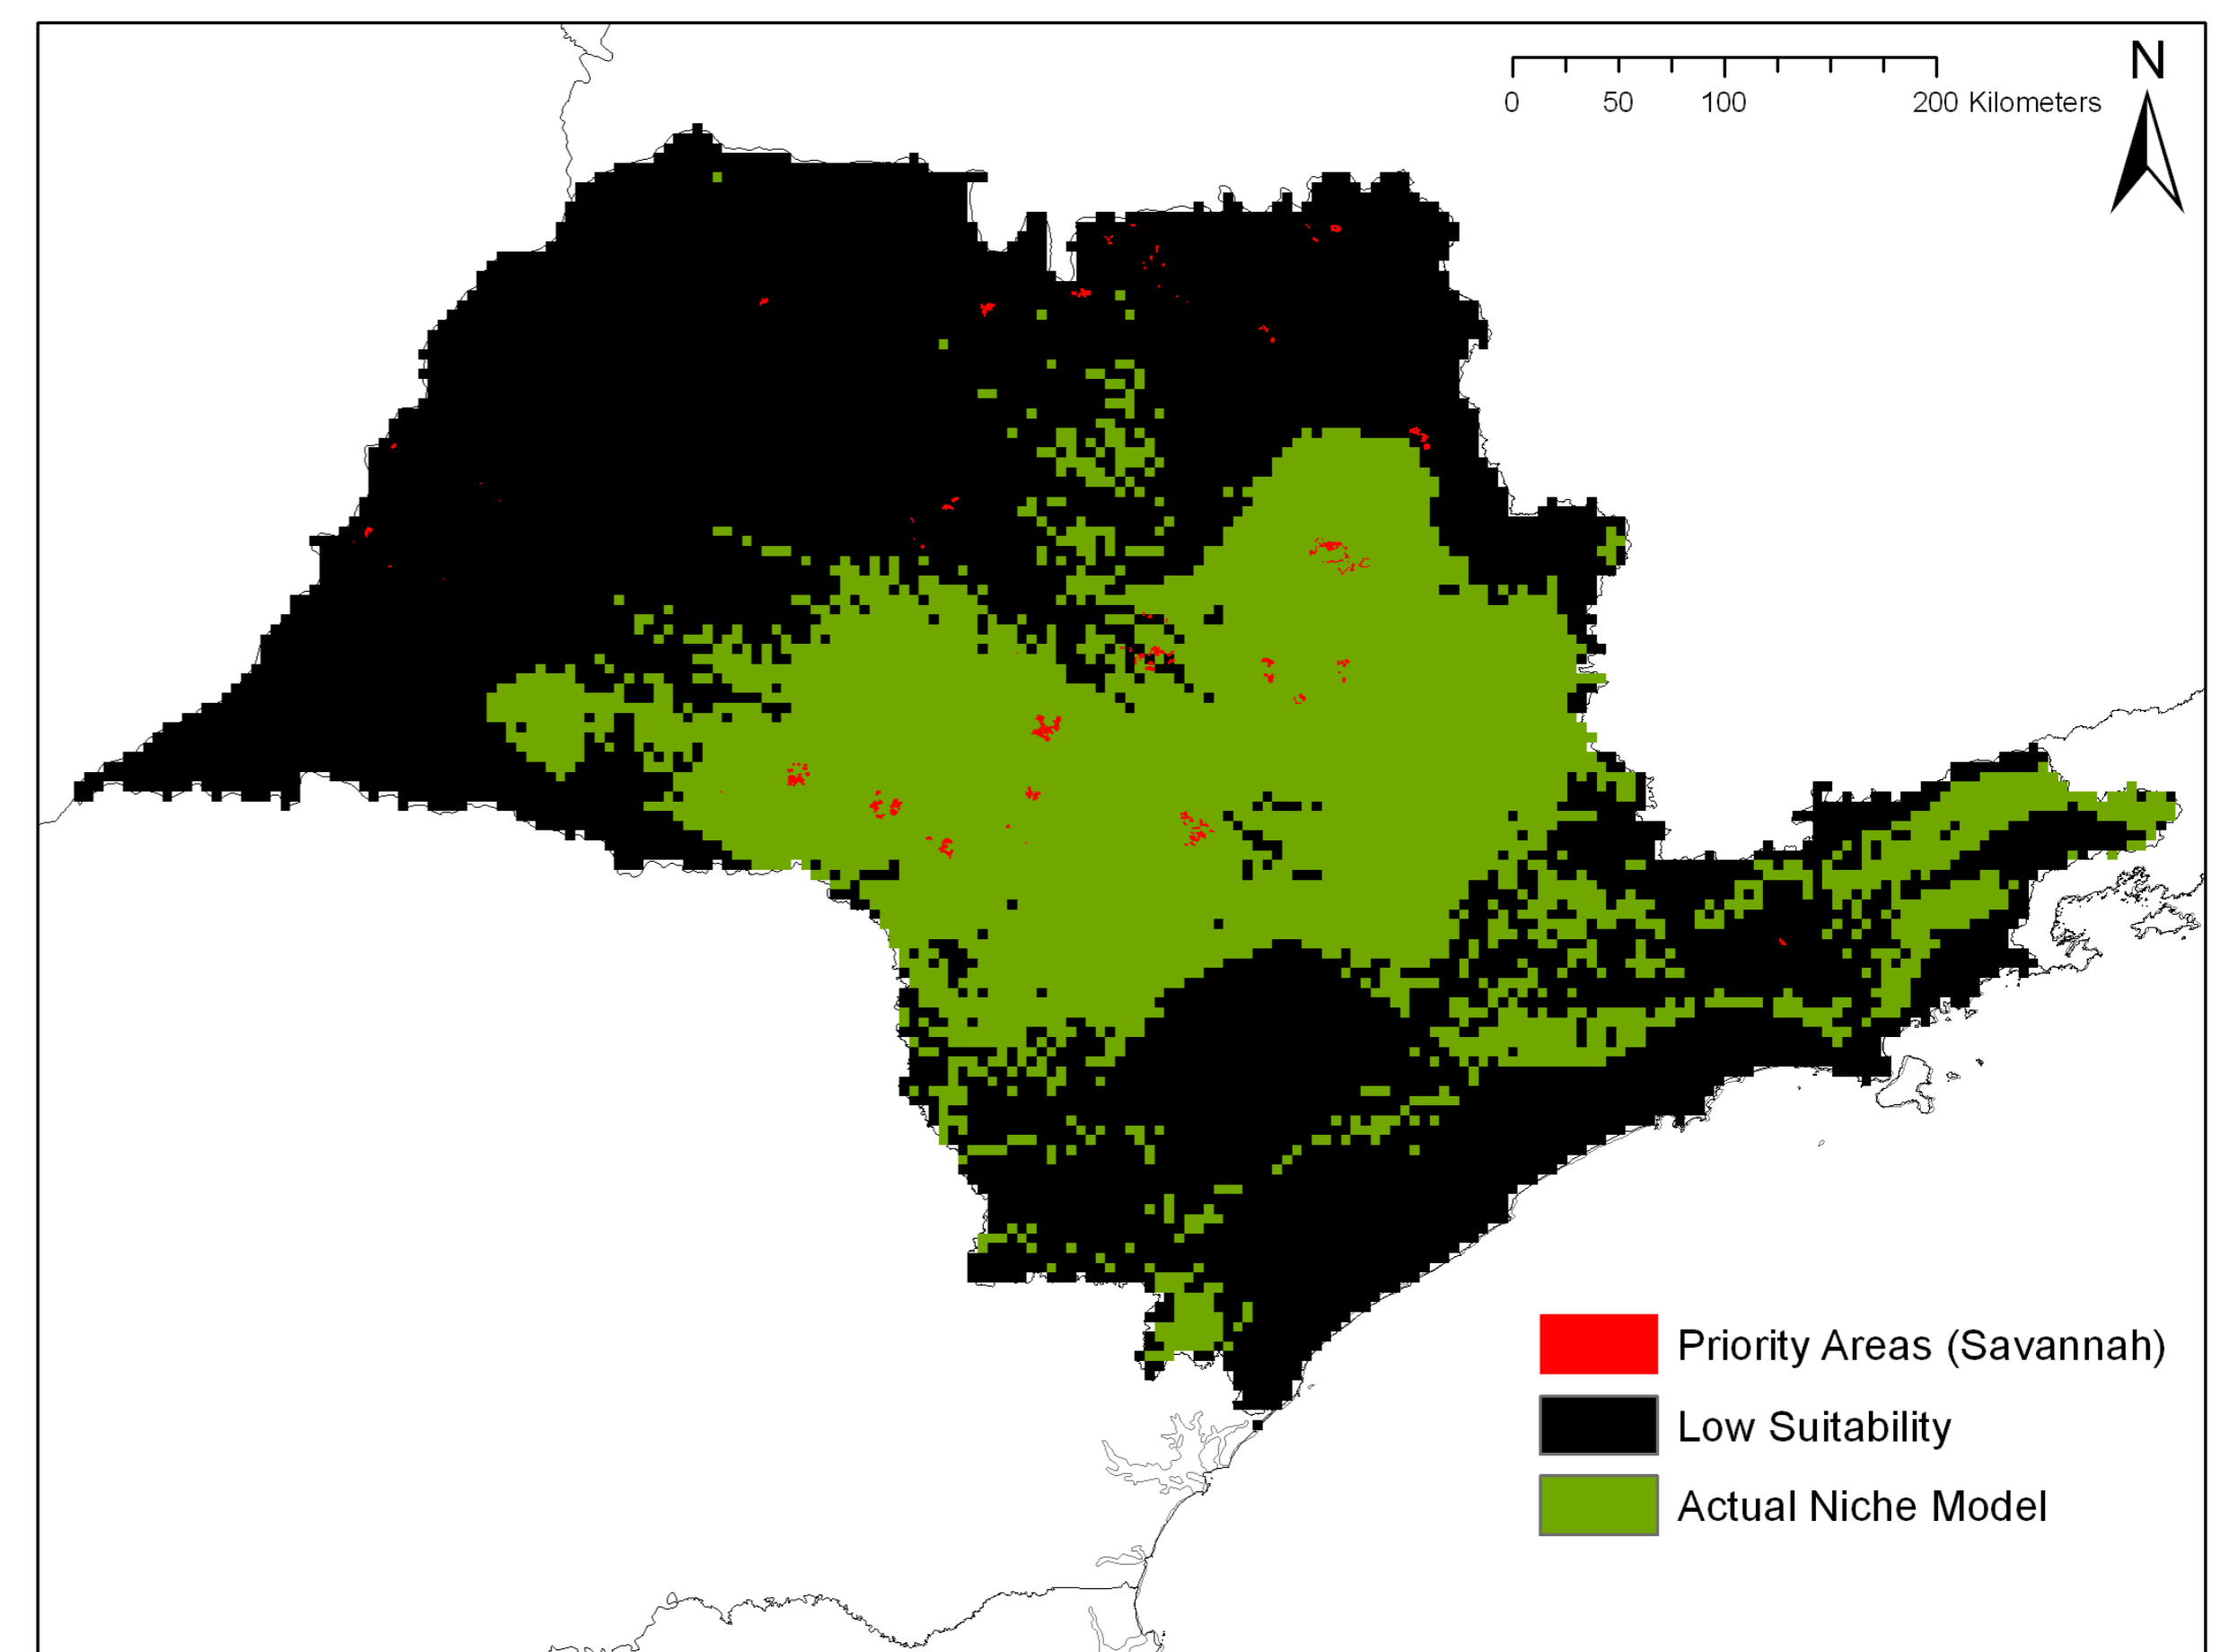 N
0 50 100 200 Kilometers
Priority Areas (Savannah)
Low Suitability
Actual Niche Model